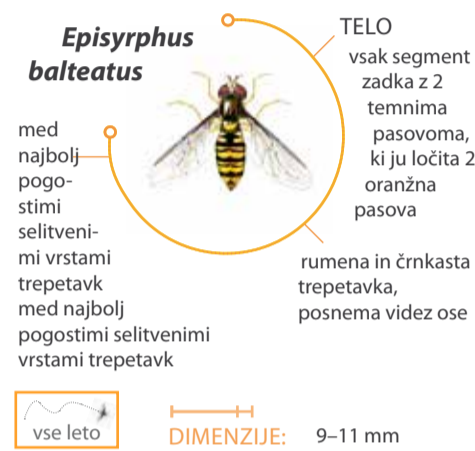 Episyrphus
balteatus
TELO
vsak segment
zadka z 2
temnima
pasovoma,
ki ju ločita 2
oranžna
pasova
med
najbolj
pogo-
stimi
selitveni-
mi vrstami
trepetavk
med najbolj
pogostimi selitvenimi
vrstami trepetavk
rumena in črnkasta
trepetavka,
posnema videz ose
vse leto
DIMENZIJE: 9–11 mm